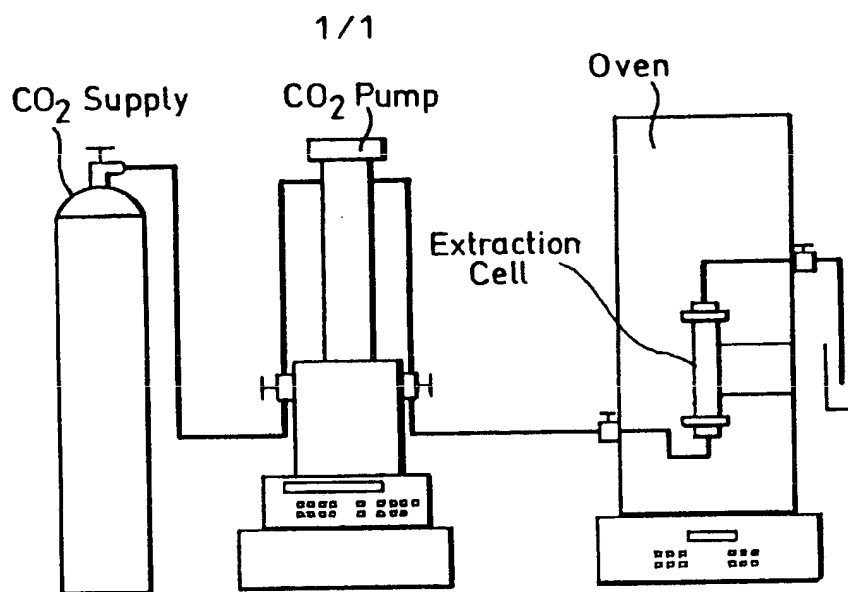 1/1
CO₂ Supply
CO₂ Pump
Oven
Extraction
Cell